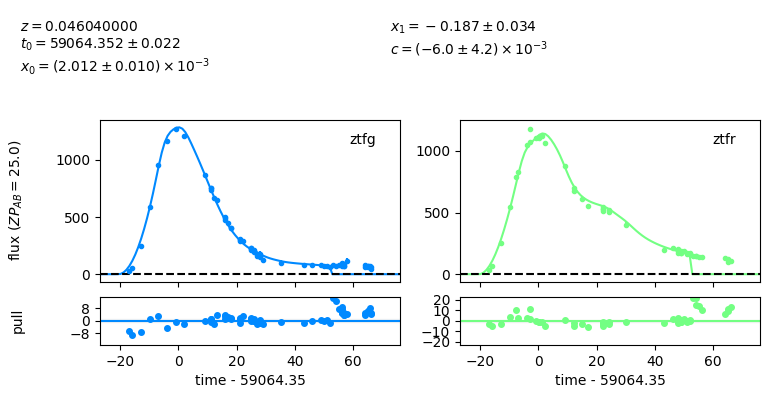 z = 0.046040000
t₀ = 59064.352 ± 0.022
x₀ = (2.012 ± 0.010) × 10⁻³
x₁ = −0.187 ± 0.034
c = (−6.0 ± 4.2) × 10⁻³
flux (ZP_AB = 25.0)
1000
500
0
ztfg
1000
500
0
ztfr
pull
8
0
−8
−20
0
20
40
60
time - 59064.35
20
10
0
−10
−20
−20
0
20
40
60
time - 59064.35